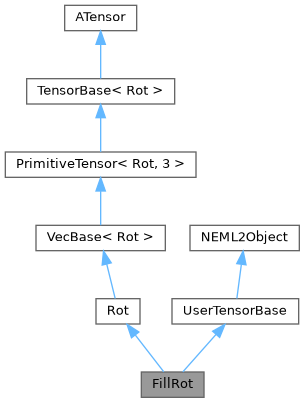 ATensor
TensorBase< Rot >
PrimitiveTensor< Rot, 3 >
VecBase< Rot >
NEML2Object
Rot
UserTensorBase
FillRot